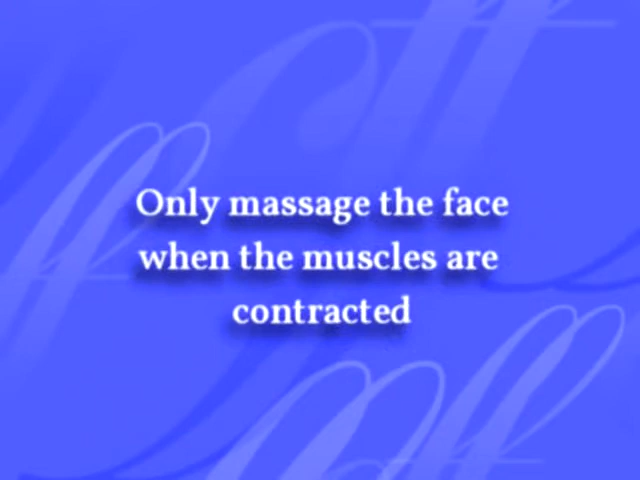 Only massage the face
when the muscles are
contracted